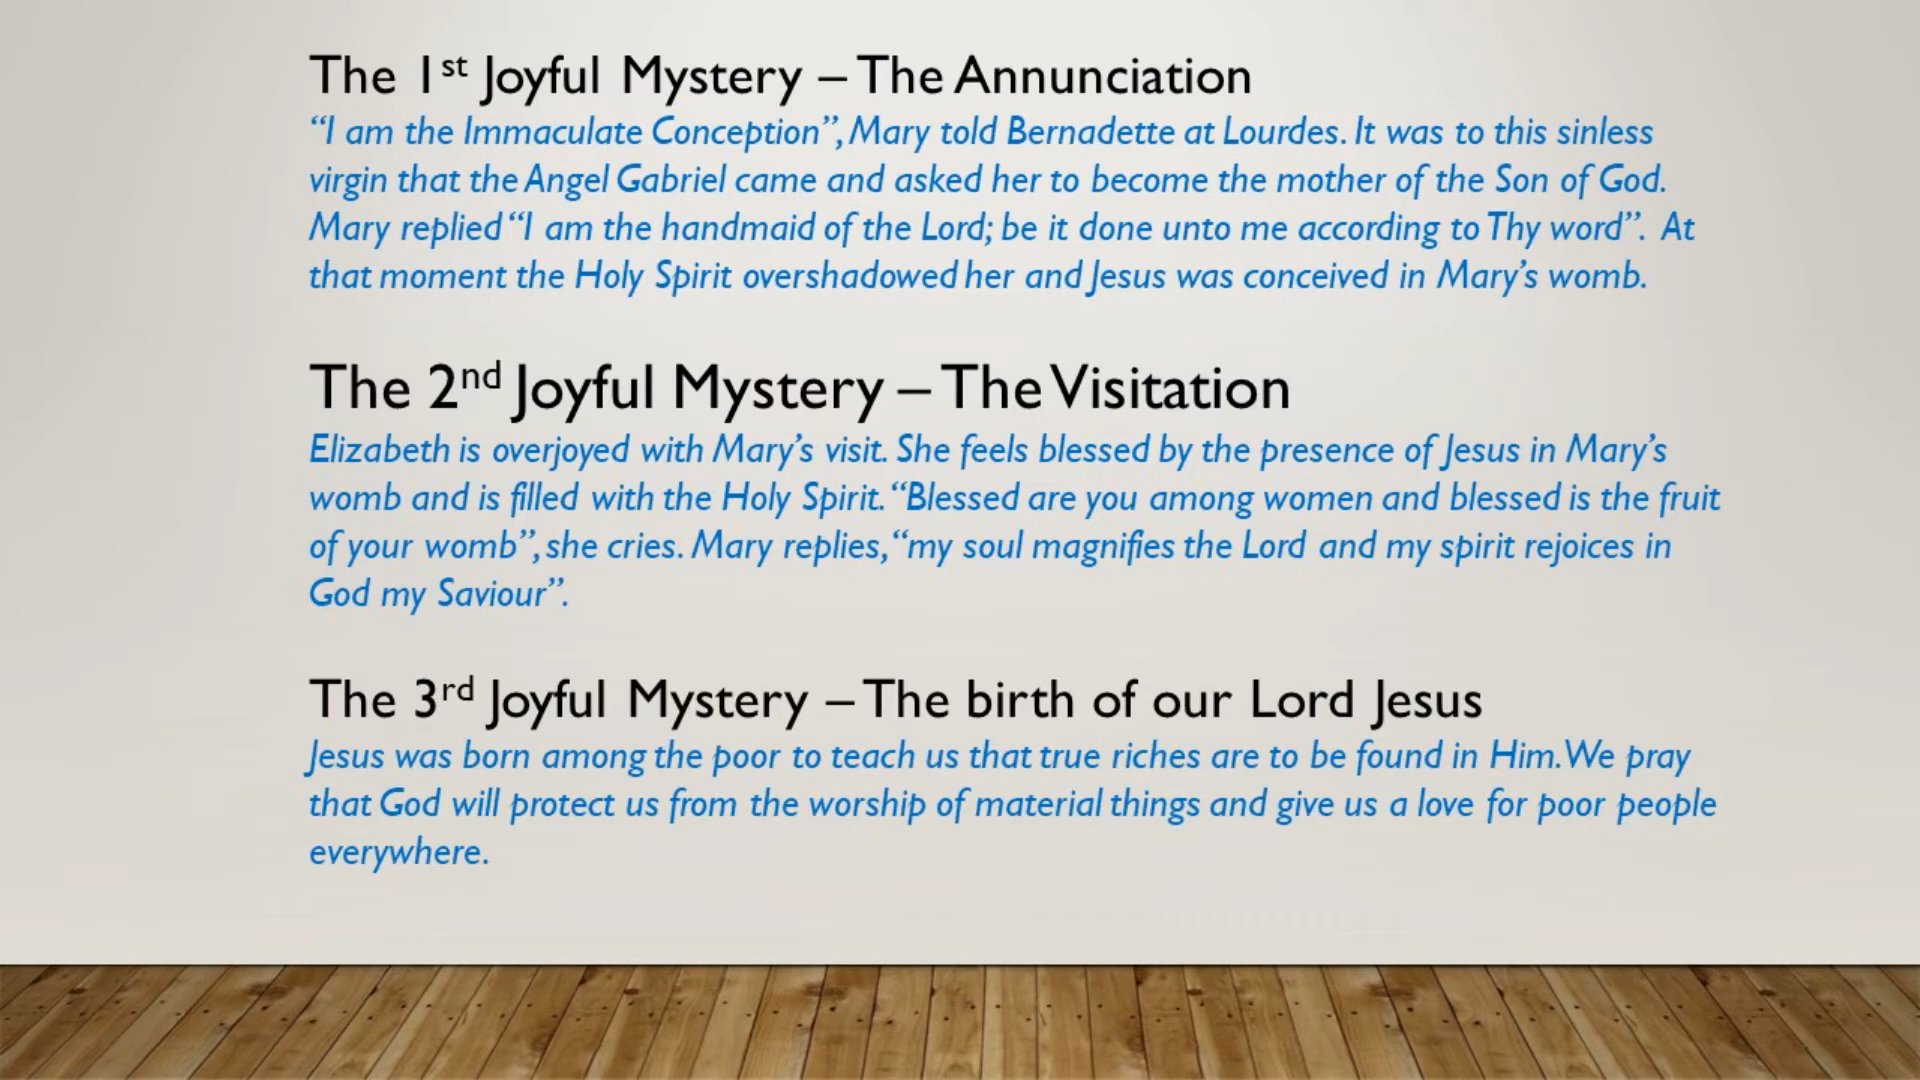 The 1st Joyful Mystery – The Annunciation
“I am the Immaculate Conception”, Mary told Bernadette at Lourdes. It was to this sinless
virgin that the Angel Gabriel came and asked her to become the mother of the Son of God.
Mary replied “I am the handmaid of the Lord; be it done unto me according to Thy word”. At
that moment the Holy Spirit overshadowed her and Jesus was conceived in Mary’s womb.
The 2nd Joyful Mystery – The Visitation
Elizabeth is overjoyed with Mary’s visit. She feels blessed by the presence of Jesus in Mary’s
womb and is filled with the Holy Spirit. “Blessed are you among women and blessed is the fruit
of your womb”, she cries. Mary replies, “my soul magnifies the Lord and my spirit rejoices in
God my Saviour”.
The 3rd Joyful Mystery – The birth of our Lord Jesus
Jesus was born among the poor to teach us that true riches are to be found in Him. We pray
that God will protect us from the worship of material things and give us a love for poor people
everywhere.